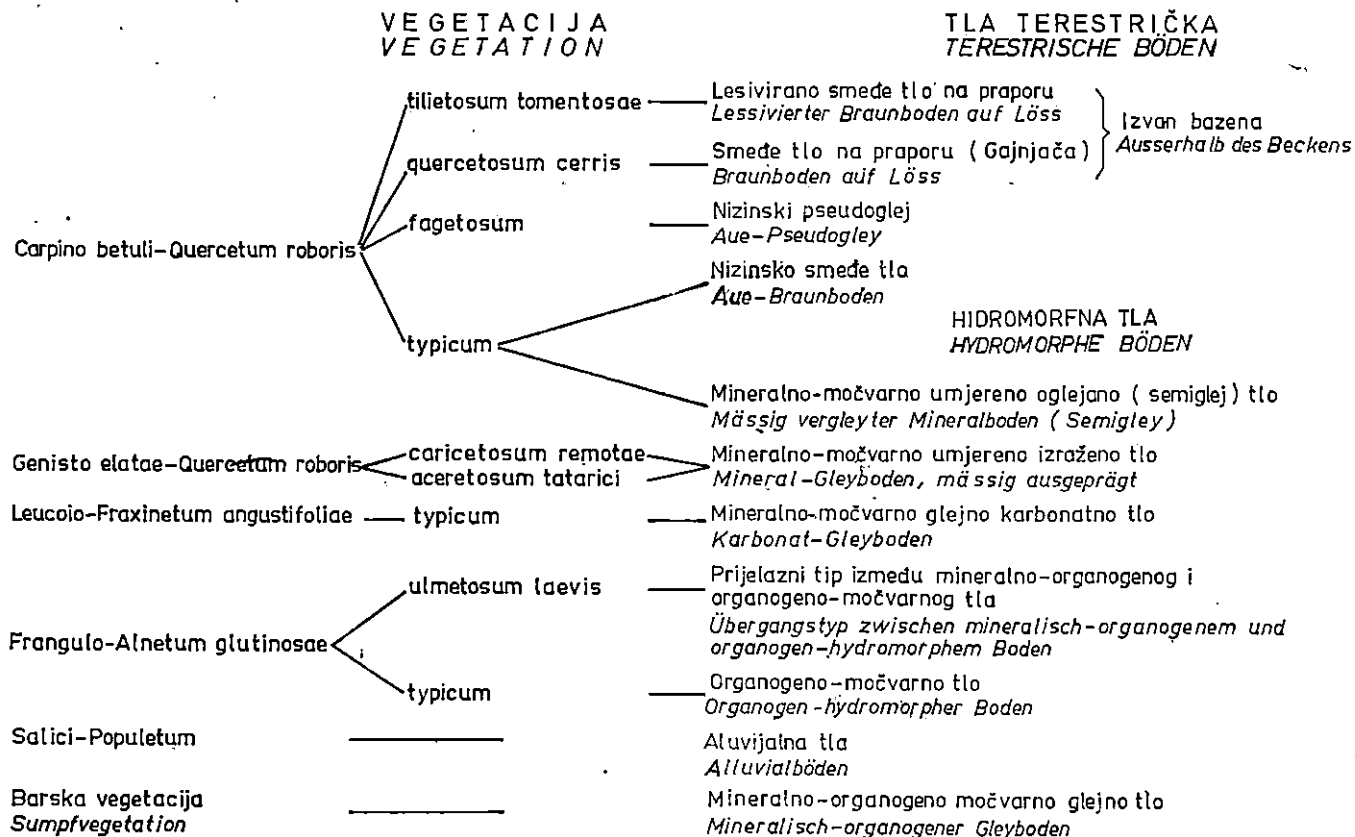 VEGETACIJA
VEGETATION
TLA TERESTRIČKA
TERESTRISCHE BÖDEN
tilietosum tomentosae
Lesivirano smeđe tlo na praporu
Lessivierter Braunboden auf Löss
quercetosum cerris
Smeđe tlo na praporu (Gajnjača)
Braunboden auf Löss
Izvan bazena
Ausserhalb des Beckens
fagetosum
Nizinski pseudoglej
Aue-Pseudogley
Carpino betuli-Quercetum roboris
Nizinsko smeđe tla
Aue-Braunboden
typicum
HIDROMORFNA TLA
HYDROMORPHE BÖDEN
Mineralno-močvarno umjereno oglejano (semiglej) tlo
Mässig vergleyter Mineralboden (Semigley)
Genisto elatae-Quercetum roboris
caricetosum remotae
aceretosum tatarici
Mineralno-močvarno umjereno izraženo tlo
Mineral-Gleyboden, mässig ausgeprägt
Leucoio-Fraxinetum angustifoliae
typicum
Mineralno-močvarno glejno karbonatno tlo
Karbonat-Gleyboden
ulmetosum laevis
Prijelazni tip između mineralno-organogenog i
organogeno-močvarnog tla
Übergangstyp zwischen mineralisch-organogenem und
organogen-hydromorphem Boden
Frangulo-Alnetum glutinosae
typicum
Organogeno-močvarno tlo
Organogen-hydromorpher Boden
Salici-Populetum
Aluvijalna tla
Alluvialböden
Barska vegetacija
Sumpfvegetation
Mineralno-organogeno močvarno glejno tlo
Mineralisch-organogener Gleyboden